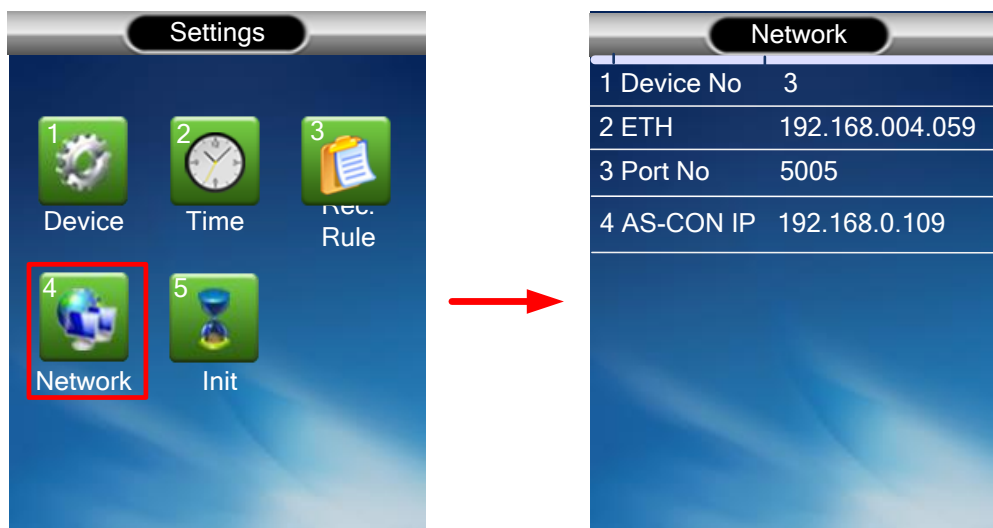 Settings
1
2
3
Device
Time
Rec.
Rule
4
5
Network
Init
Network
1 Device No 3
2 ETH 192.168.004.059
3 Port No 5005
4 AS-CON IP 192.168.0.109